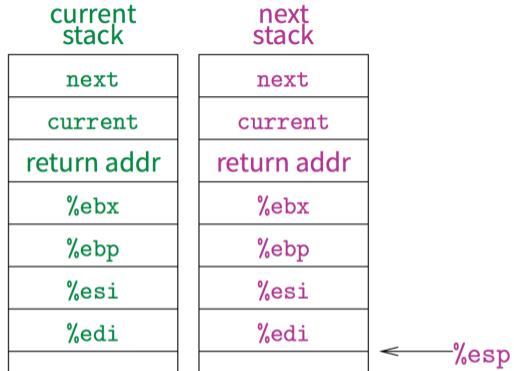 current
stack
next
stack
next
next
current
current
return addr
return addr
%ebx
%ebx
%ebp
%ebp
%esi
%esi
%edi
%edi
%esp